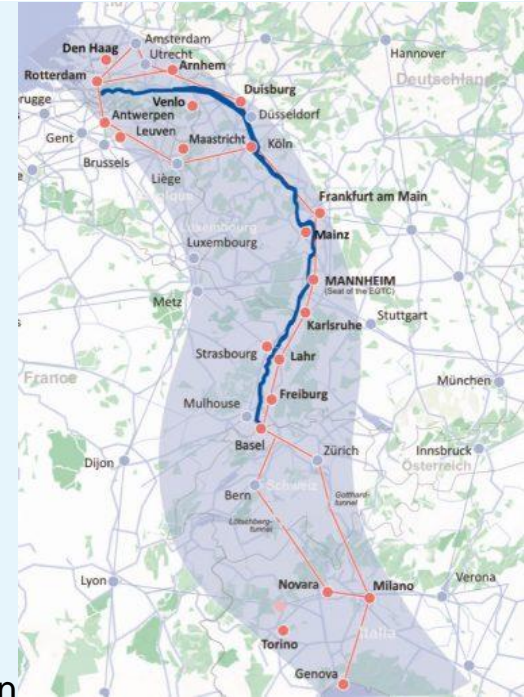 Amsterdam
Den Haag
Utrecht
Hannover
Arnhem
Rotterdam
Deutschland
Duisburg
Venlo
rugge
Antwerpen
Düsseldorf
Gent
Leuven
Maastricht
Köln
Brussels
Liège
Frankfurt am Main
Luxembourg
Mainz
Luxembourg
MANNHEIM
(Seat of the EGTC)
Metz
Karlsruhe
Stuttgart
Strasbourg
Lahr
France
München
Freiburg
Mulhouse
Basel
Zürich
Innsbruck
Dijon
Österreich
Bern
Schweiz
Gotthard-
tunnel
Lötschberg-
tunnel
Lyon
Novara
Milano
Verona
Italia
Torino
Genova
n